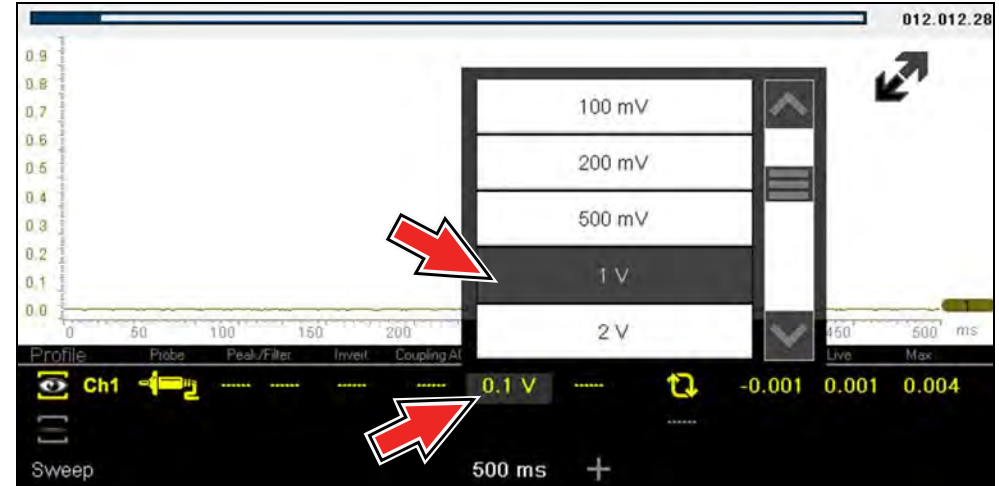 012.012.28
0.9
0.8
0.7
0.6
0.5
0.4
0.3
0.2
0.1
0.0
100 mV
200 mV
500 mV
1 V
2 V
0 50 100 150 200 450 500 ms
Profile Probe Peak/Filter Invert Coupling AC Live Max
Ch1 ------ ------ ------ ------ 0.1 V ------ -0.001 0.001 0.004
------
Sweep 500 ms +